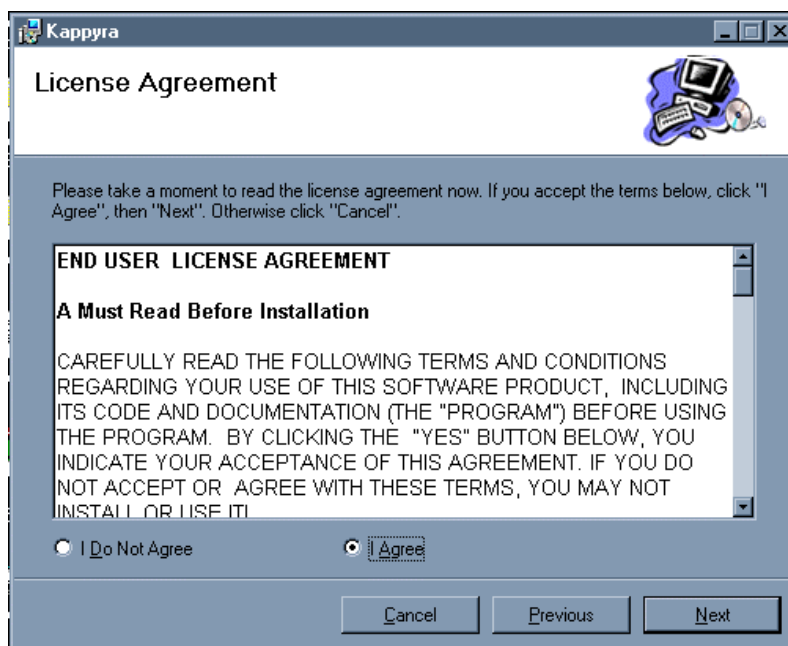 Kappyra
License Agreement
Please take a moment to read the license agreement now. If you accept the terms below, click "I
Agree", then "Next". Otherwise click "Cancel".
END USER  LICENSE AGREEMENT
A Must Read Before Installation
CAREFULLY READ THE FOLLOWING TERMS AND CONDITIONS
REGARDING YOUR USE OF THIS SOFTWARE PRODUCT,  INCLUDING
ITS CODE AND DOCUMENTATION (THE "PROGRAM") BEFORE USING
THE PROGRAM.  BY CLICKING THE  "YES" BUTTON BELOW, YOU
INDICATE YOUR ACCEPTANCE OF THIS AGREEMENT. IF YOU DO
NOT ACCEPT OR  AGREE WITH THESE TERMS, YOU MAY NOT
INSTALL OR USE IT!
I Do Not Agree I Agree
Cancel Previous Next